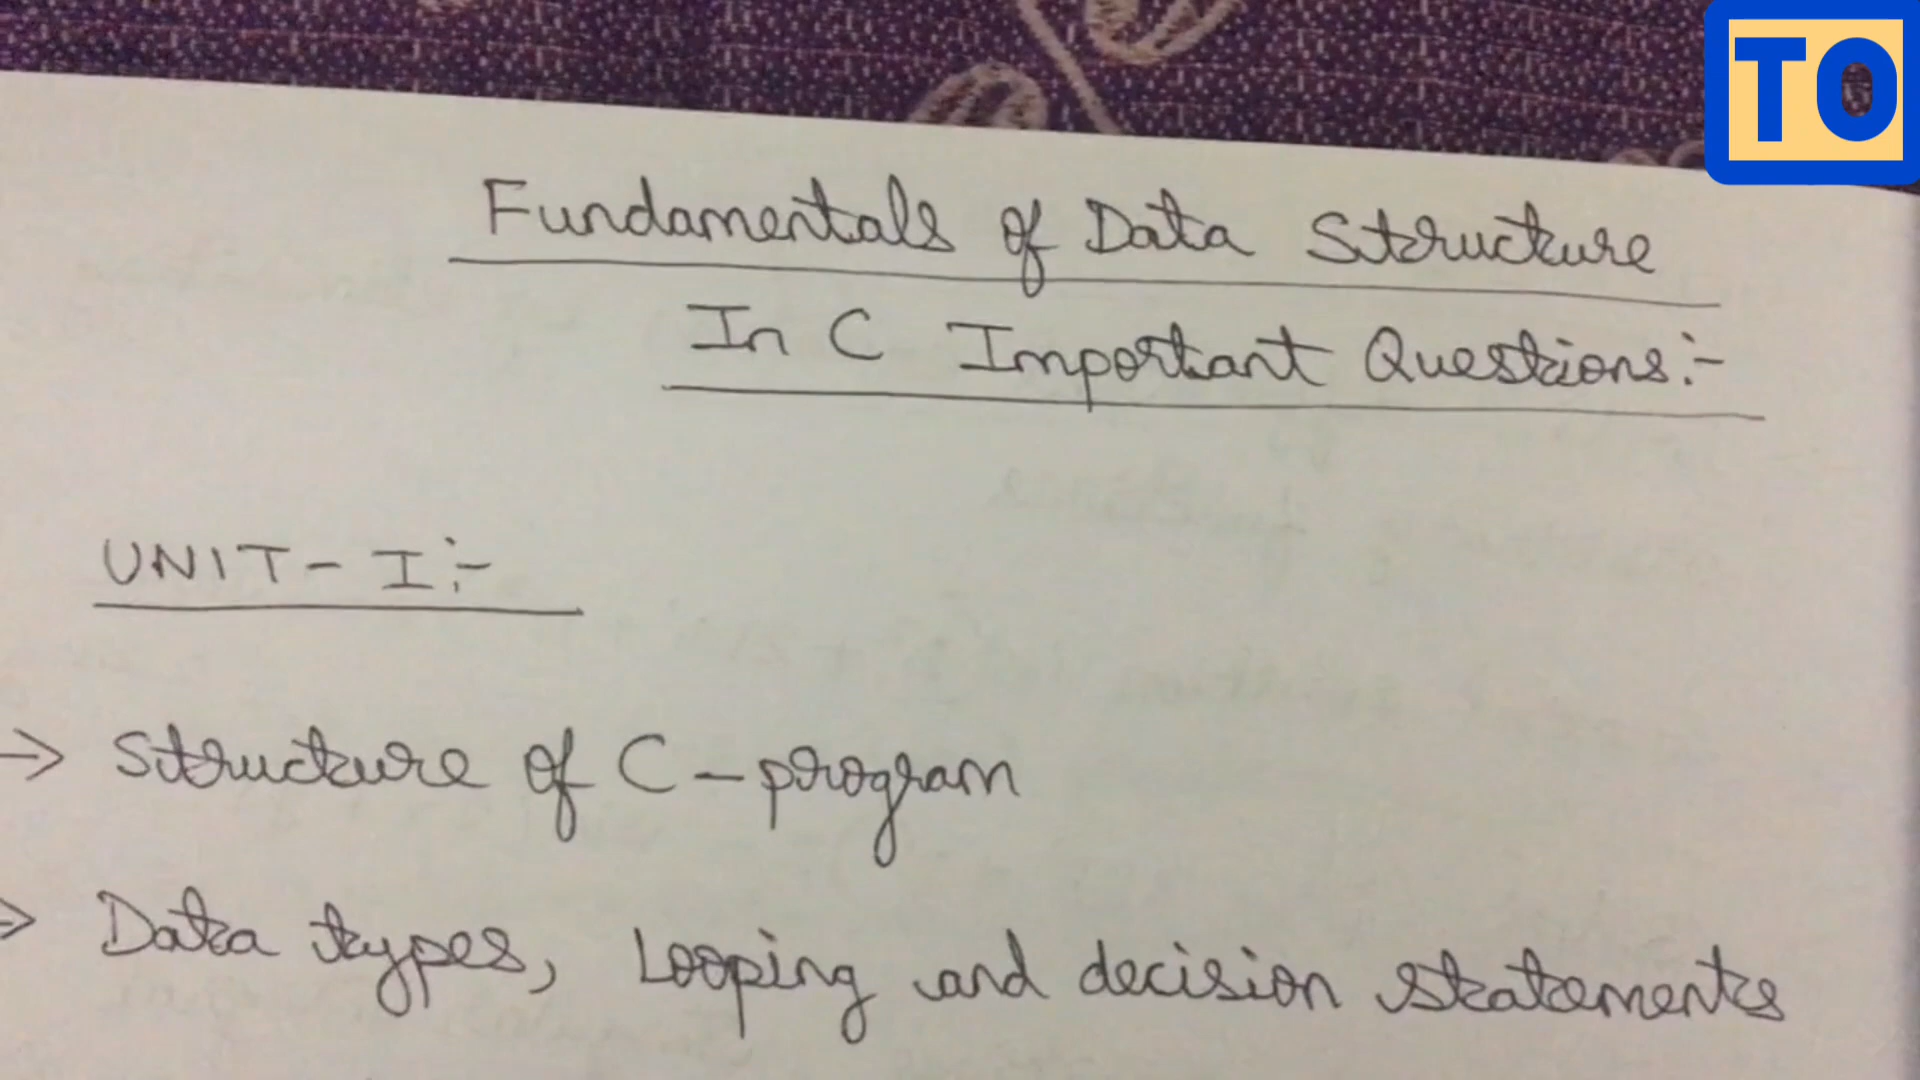 TO
Fundamentals of Data Structure
In C Important Questions:-
UNIT - I:-
→ Structure of C - program
→ Data types, Looping and decision statements